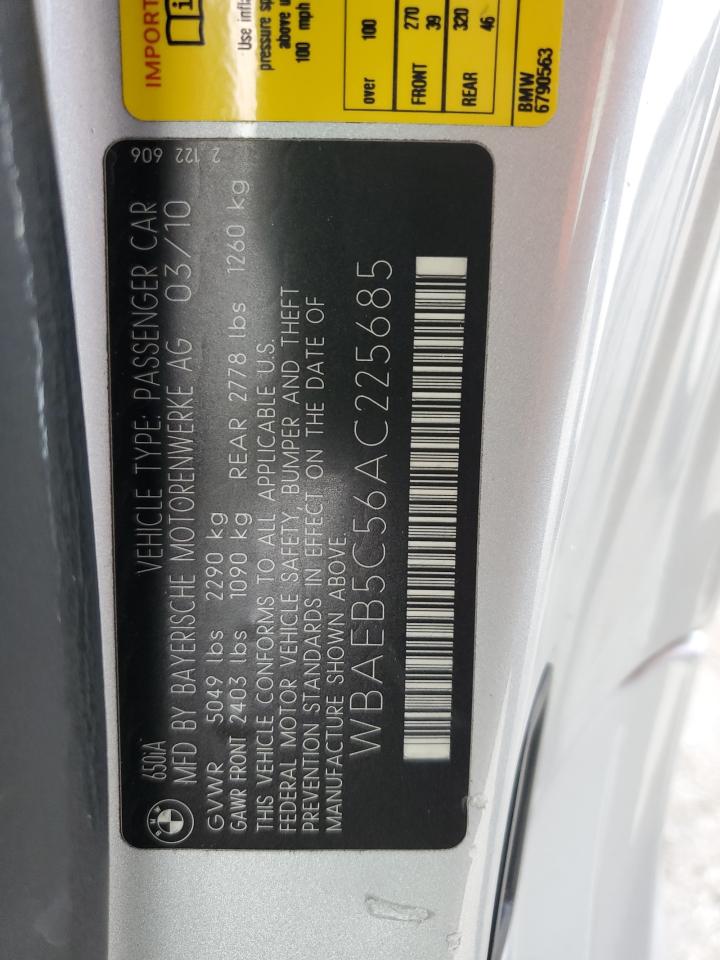 IMPORT
Use infla
pressure sp
above u
100 mph
over 100
FRONT 270 39
REAR 320 46
BMW
6790563
2 122 606
650iA
VEHICLE TYPE: PASSENGER CAR
MFD BY BAYERISCHE MOTORENWERKE AG 03/10
GVWR 5049 lbs 2290 kg
GAWR FRONT 2403 lbs 1090 kg REAR 2778 lbs 1260 kg
THIS VEHICLE CONFORMS TO ALL APPLICABLE U.S.
FEDERAL MOTOR VEHICLE SAFETY, BUMPER AND THEFT
PREVENTION STANDARDS IN EFFECT ON THE DATE OF
MANUFACTURE SHOWN ABOVE.
WBAEB5C56AC225685
BMW